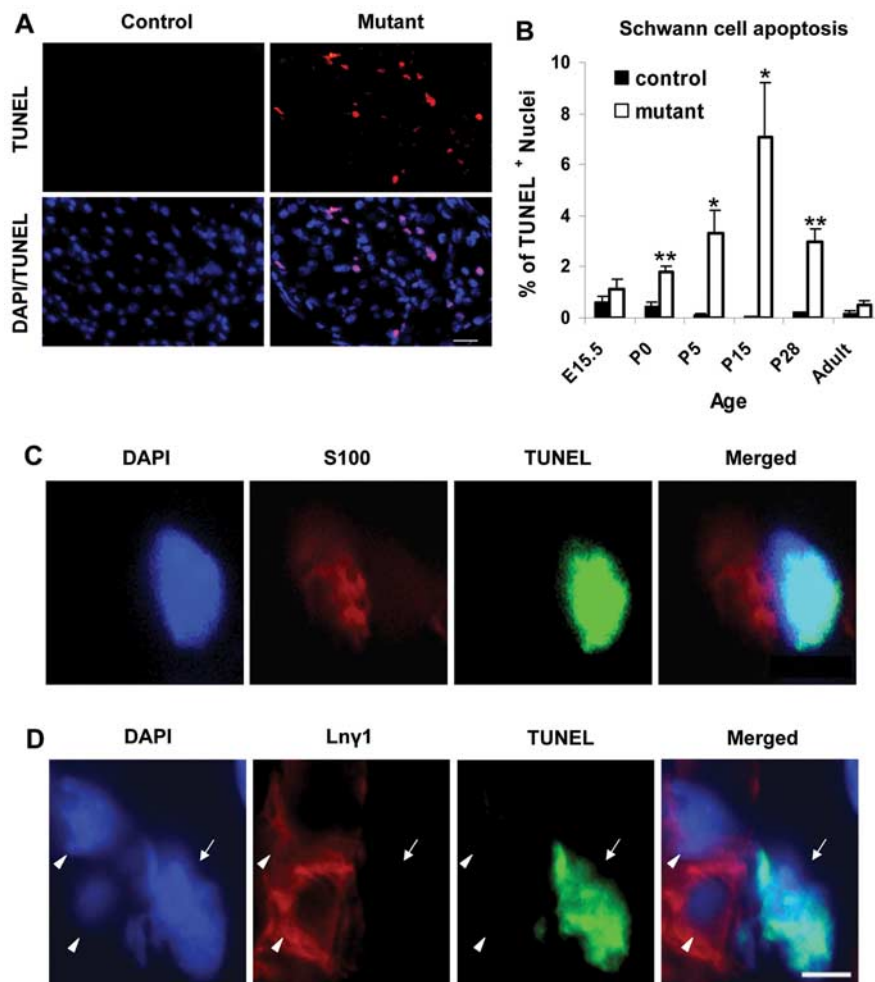 A
Control Mutant
TUNEL
DAPI/TUNEL
B
Schwann cell apoptosis
% of TUNEL + Nuclei
10
8
6
4
2
0
control
mutant
*
*
**
**
E15.5 P0 P5 P15 P28 Adult
Age
C
DAPI S100 TUNEL Merged
D
DAPI Lnγ1 TUNEL Merged